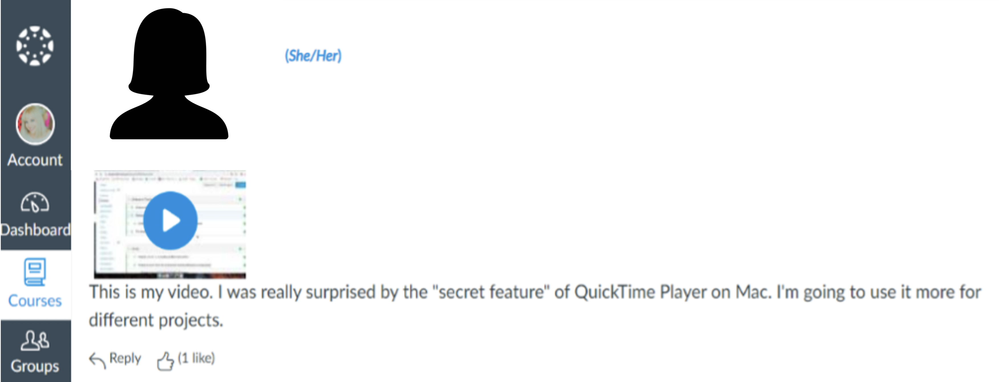 (She/Her)
Account
Dashboard
Courses
Groups
This is my video. I was really surprised by the "secret feature" of QuickTime Player on Mac. I'm going to use it more for
different projects.
Reply (1 like)